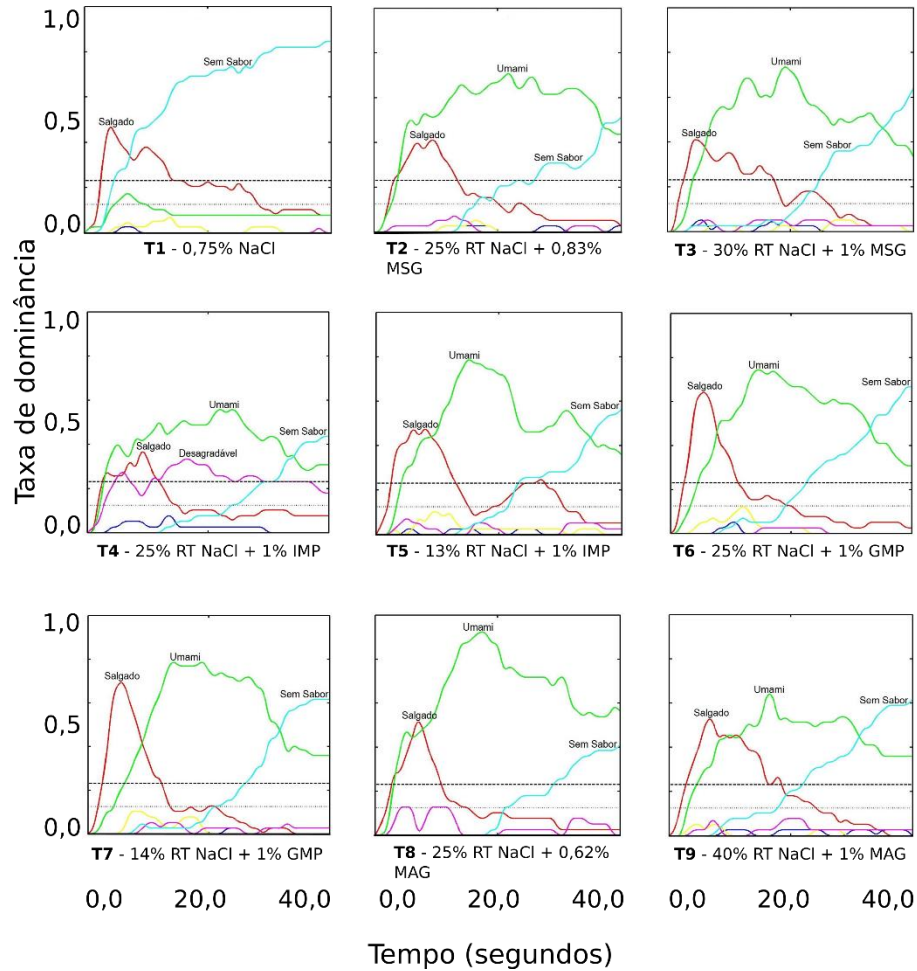 Taxa de dominância
1,0
0,5
0,0
Salgado
Sem Sabor
T1 - 0,75% NaCl
Umami
Salgado
Sem Sabor
T2 - 25% RT NaCl + 0,83%
MSG
Umami
Salgado
Sem Sabor
T3 - 30% RT NaCl + 1% MSG
1,0
0,5
0,0
Umami
Salgado
Desagradável
Sem Sabor
T4 - 25% RT NaCl + 1% IMP
Umami
Salgado
Sem Sabor
T5 - 13% RT NaCl + 1% IMP
Umami
Salgado
Sem Sabor
T6 - 25% RT NaCl + 1% GMP
1,0
0,5
0,0
Umami
Salgado
Sem Sabor
T7 - 14% RT NaCl + 1% GMP
Umami
Salgado
Sem Sabor
T8 - 25% RT NaCl + 0,62%
MAG
Umami
Salgado
Sem Sabor
T9 - 40% RT NaCl + 1% MAG
0,0 20,0 40,0 0,0 20,0 40,0 0,0 20,0 40,0
Tempo (segundos)